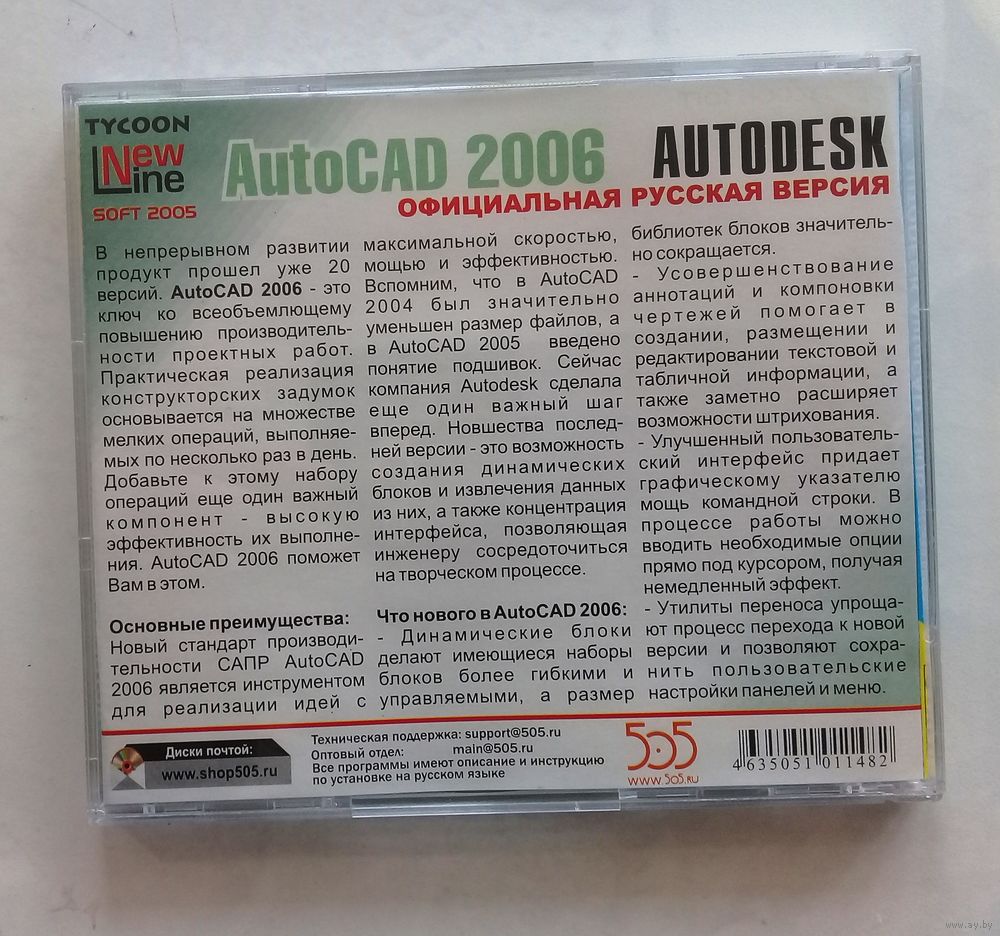 TYCOON
New
Line
SOFT 2005
AutoCAD 2006
AUTODESK
ОФИЦИАЛЬНАЯ РУССКАЯ ВЕРСИЯ
В непрерывном развитии
продукт прошел уже 20
версий. AutoCAD 2006 - это
ключ ко всеобъемлющему
повышению производитель-
ности проектных работ.
Практическая реализация
конструкторских задумок
основывается на множестве
мелких операций, выполняе-
мых по несколько раз в день.
Добавьте к этому набору
операций еще один важный
компонент - высокую
эффективность их выполне-
ния. AutoCAD 2006 поможет
Вам в этом.
Основные преимущества:
Новый стандарт производи-
тельности САПР AutoCAD
2006 является инструментом
для реализации идей с
максимальной скоростью,
мощью и эффективностью.
Вспомним, что в AutoCAD
2004 был значительно
уменьшен размер файлов, а
в AutoCAD 2005 введено
понятие подшивок. Сейчас
компания Autodesk сделала
еще один важный шаг
вперед. Новшества послед-
ней версии - это возможность
создания динамических
блоков и извлечения данных
из них, а также концентрация
интерфейса, позволяющая
инженеру сосредоточиться
на творческом процессе.
Что нового в AutoCAD 2006:
- Динамические блоки
делают имеющиеся наборы
блоков более гибкими и
управляемыми, а размер
библиотек блоков значитель-
но сокращается.
- Усовершенствование
аннотаций и компоновки
чертежей помогает в
создании, размещении и
редактировании текстовой и
табличной информации, а
также заметно расширяет
возможности штрихования.
- Улучшенный пользователь-
ский интерфейс придает
графическому указателю
мощь командной строки. В
процессе работы можно
вводить необходимые опции
прямо под курсором, получая
немедленный эффект.
- Утилиты переноса упроща-
ют процесс перехода к новой
версии и позволяют сохра-
нить пользовательские
настройки панелей и меню.
Диски почтой:
www.shop505.ru
Техническая поддержка: support@505.ru
Оптовый отдел: main@505.ru
Все программы имеют описание и инструкцию
по установке на русском языке
505
www.505.ru
4 635051 011482
www.ay.by